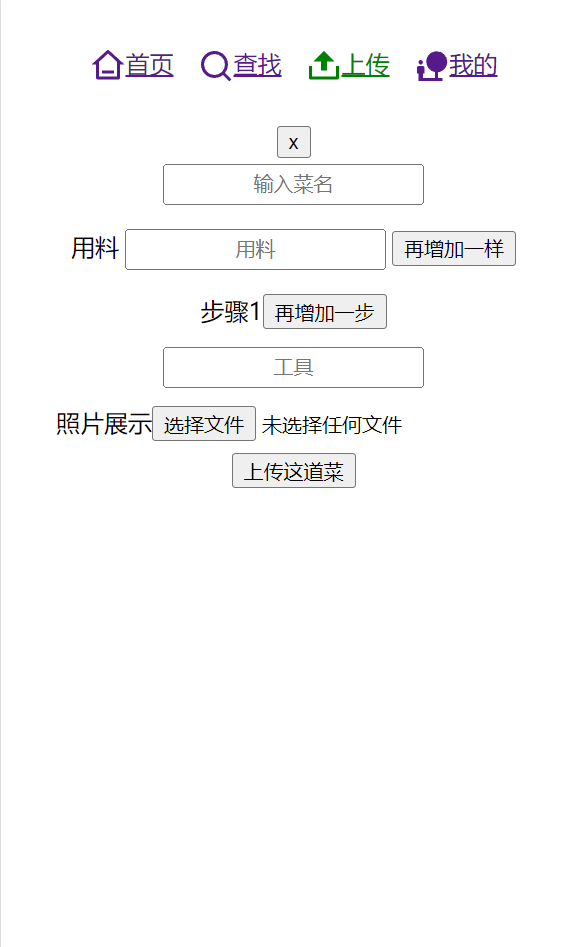 首页 查找 上传 我的
x
输入菜名
用料 用料 再增加一样
步骤1 再增加一步
工具
照片展示 选择文件 未选择任何文件
上传这道菜